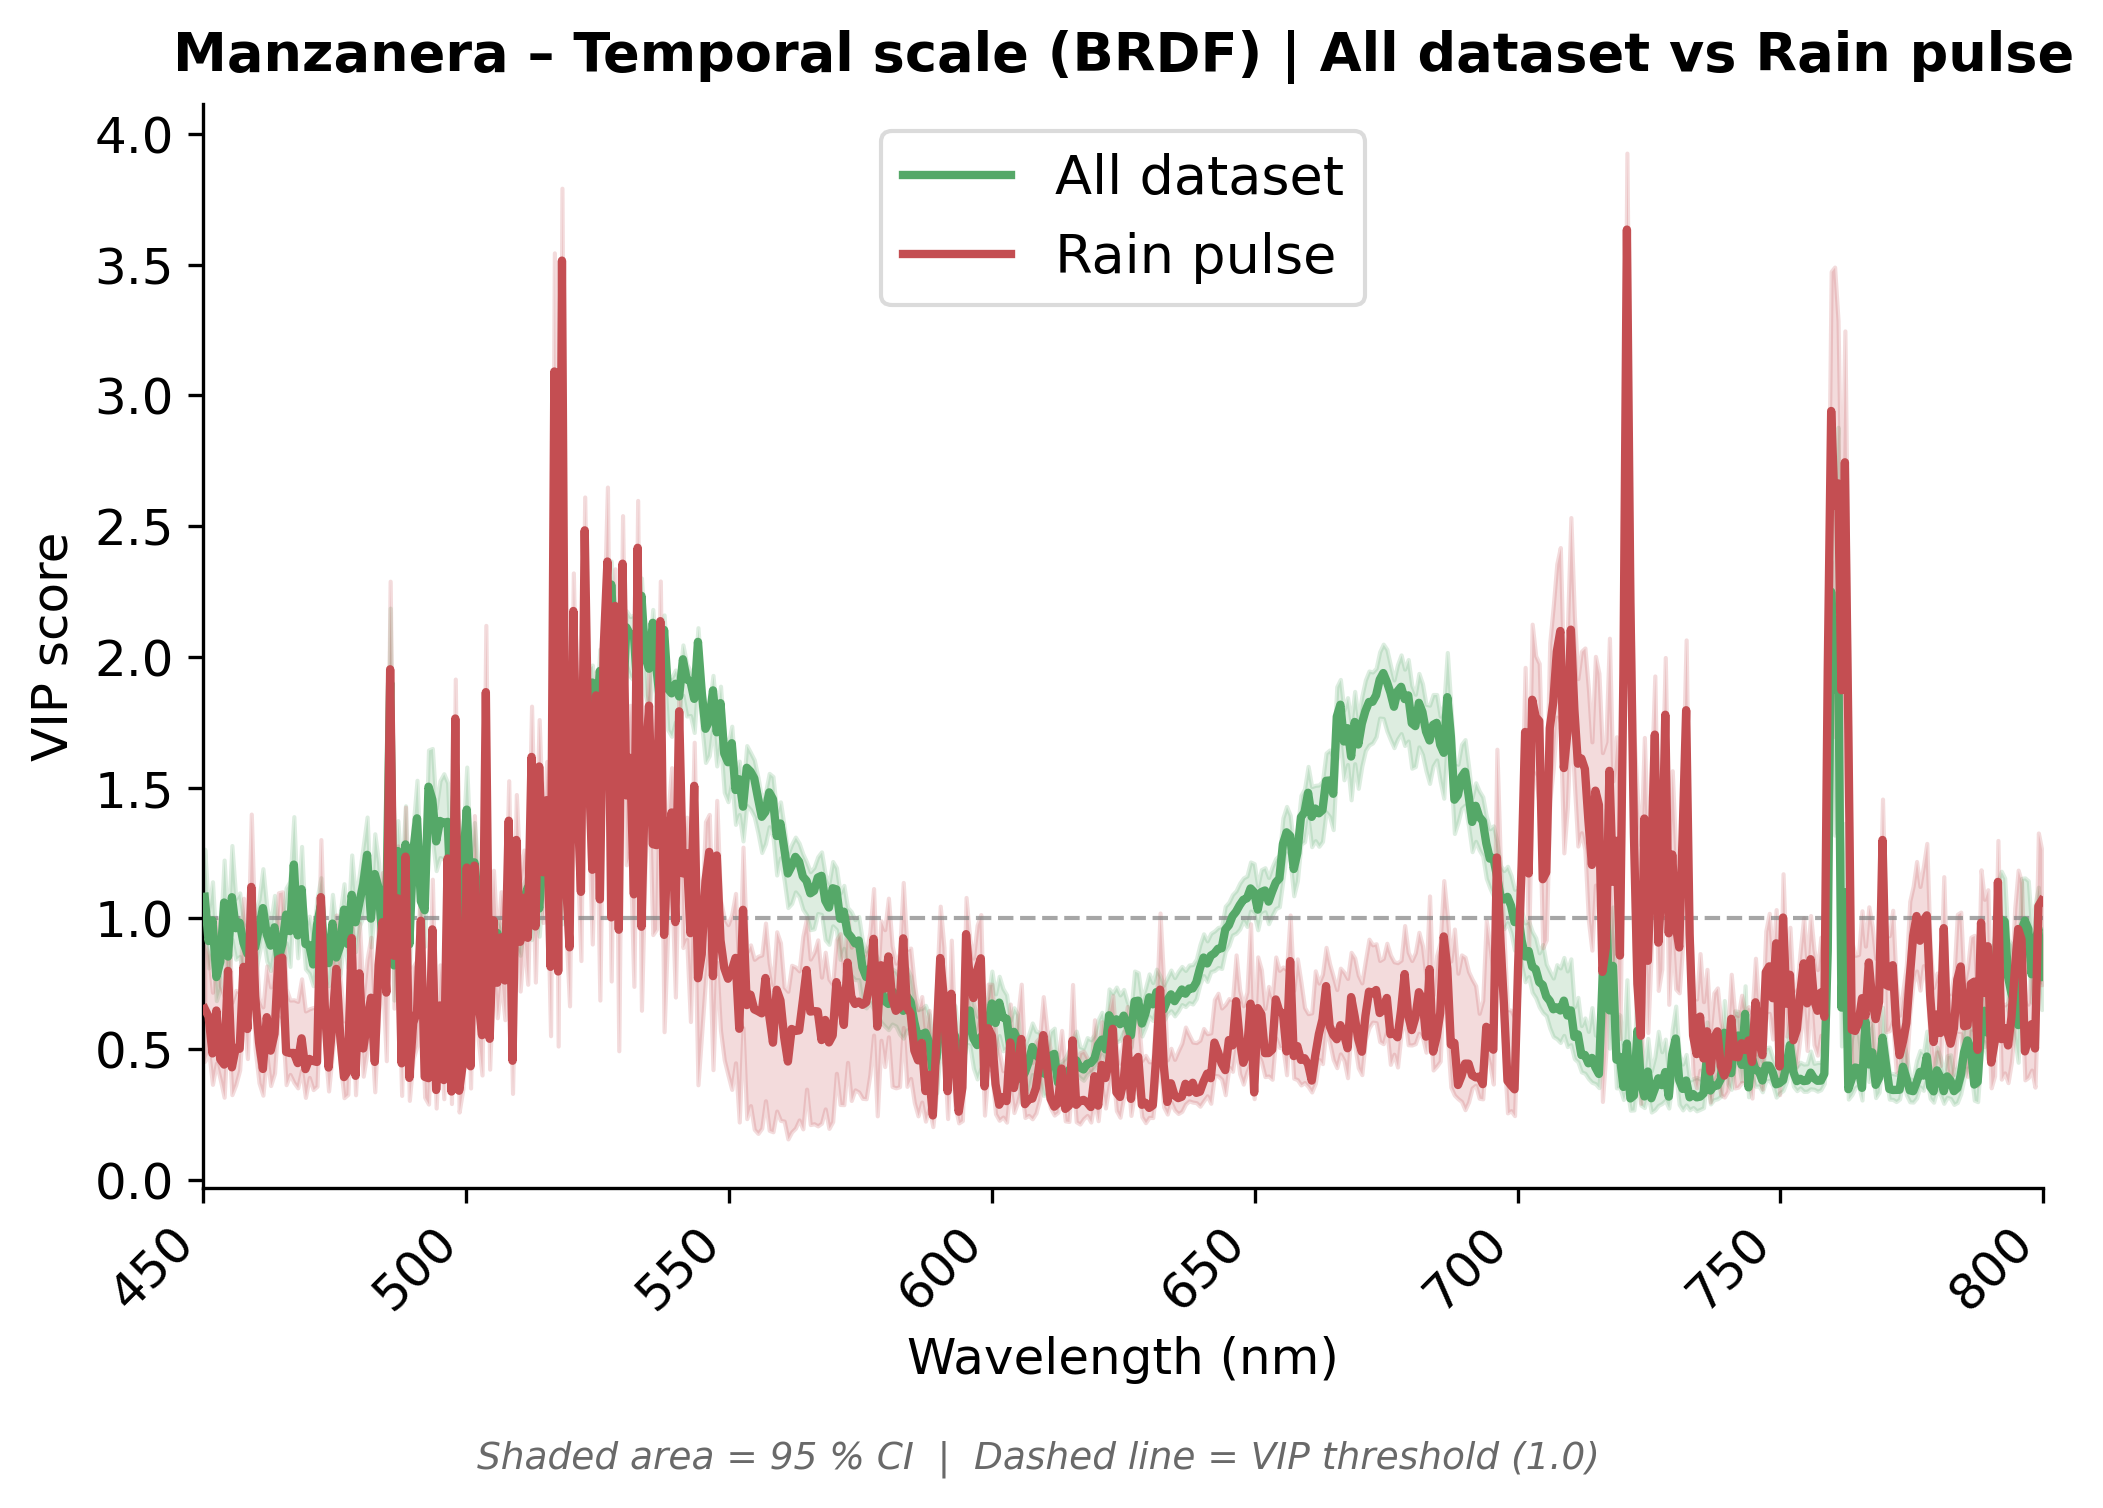 Manzanera – Temporal scale (BRDF) | All dataset vs Rain pulse
All dataset
Rain pulse
VIP score
4.0
3.5
3.0
2.5
2.0
1.5
1.0
0.5
0.0
450
500
550
600
650
700
750
800
Wavelength (nm)
Shaded area = 95 % CI | Dashed line = VIP threshold (1.0)